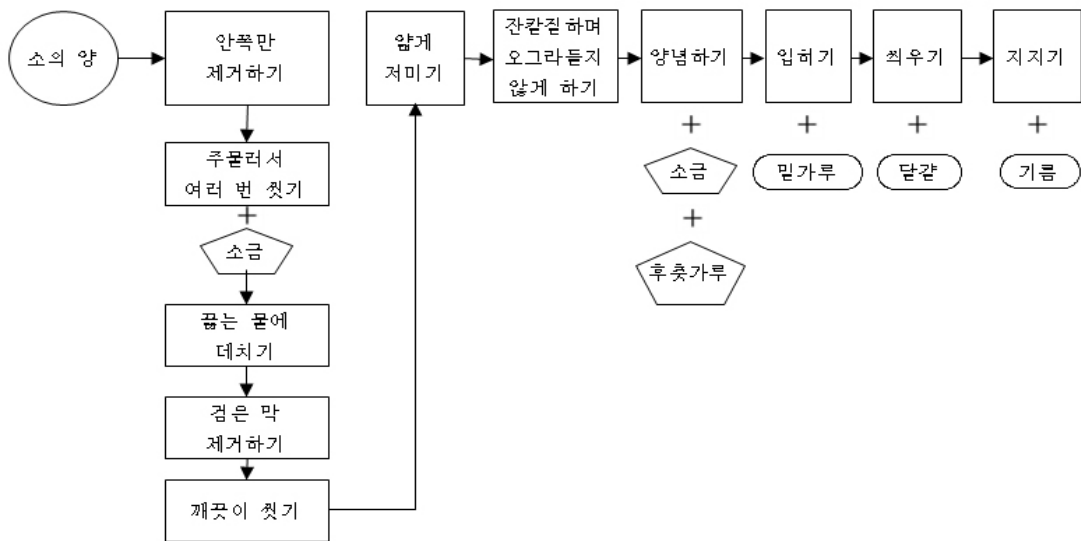 소의 양
안쪽만
제거하기
주물러서
여러 번 씻기
+
소금
끓는 물에
데치기
검은 막
제거하기
깨끗이 씻기
얇게
저미기
잔칼질하며
오그라들지
않게 하기
양념하기
+
소금
+
후춧가루
입히기
+
밀가루
씌우기
+
달걀
지지기
+
기름